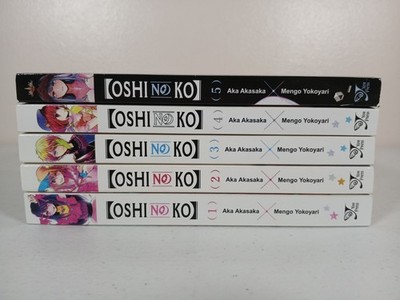 【OSHI NO KO】 (5) Aka Akasaka × Mengo Yokoyari
【OSHI NO KO】 (4) Aka Akasaka × Mengo Yokoyari
【OSHI NO KO】 (3) Aka Akasaka × Mengo Yokoyari
【OSHI NO KO】 (2) Aka Akasaka × Mengo Yokoyari
【OSHI NO KO】 (1) Aka Akasaka × Mengo Yokoyari